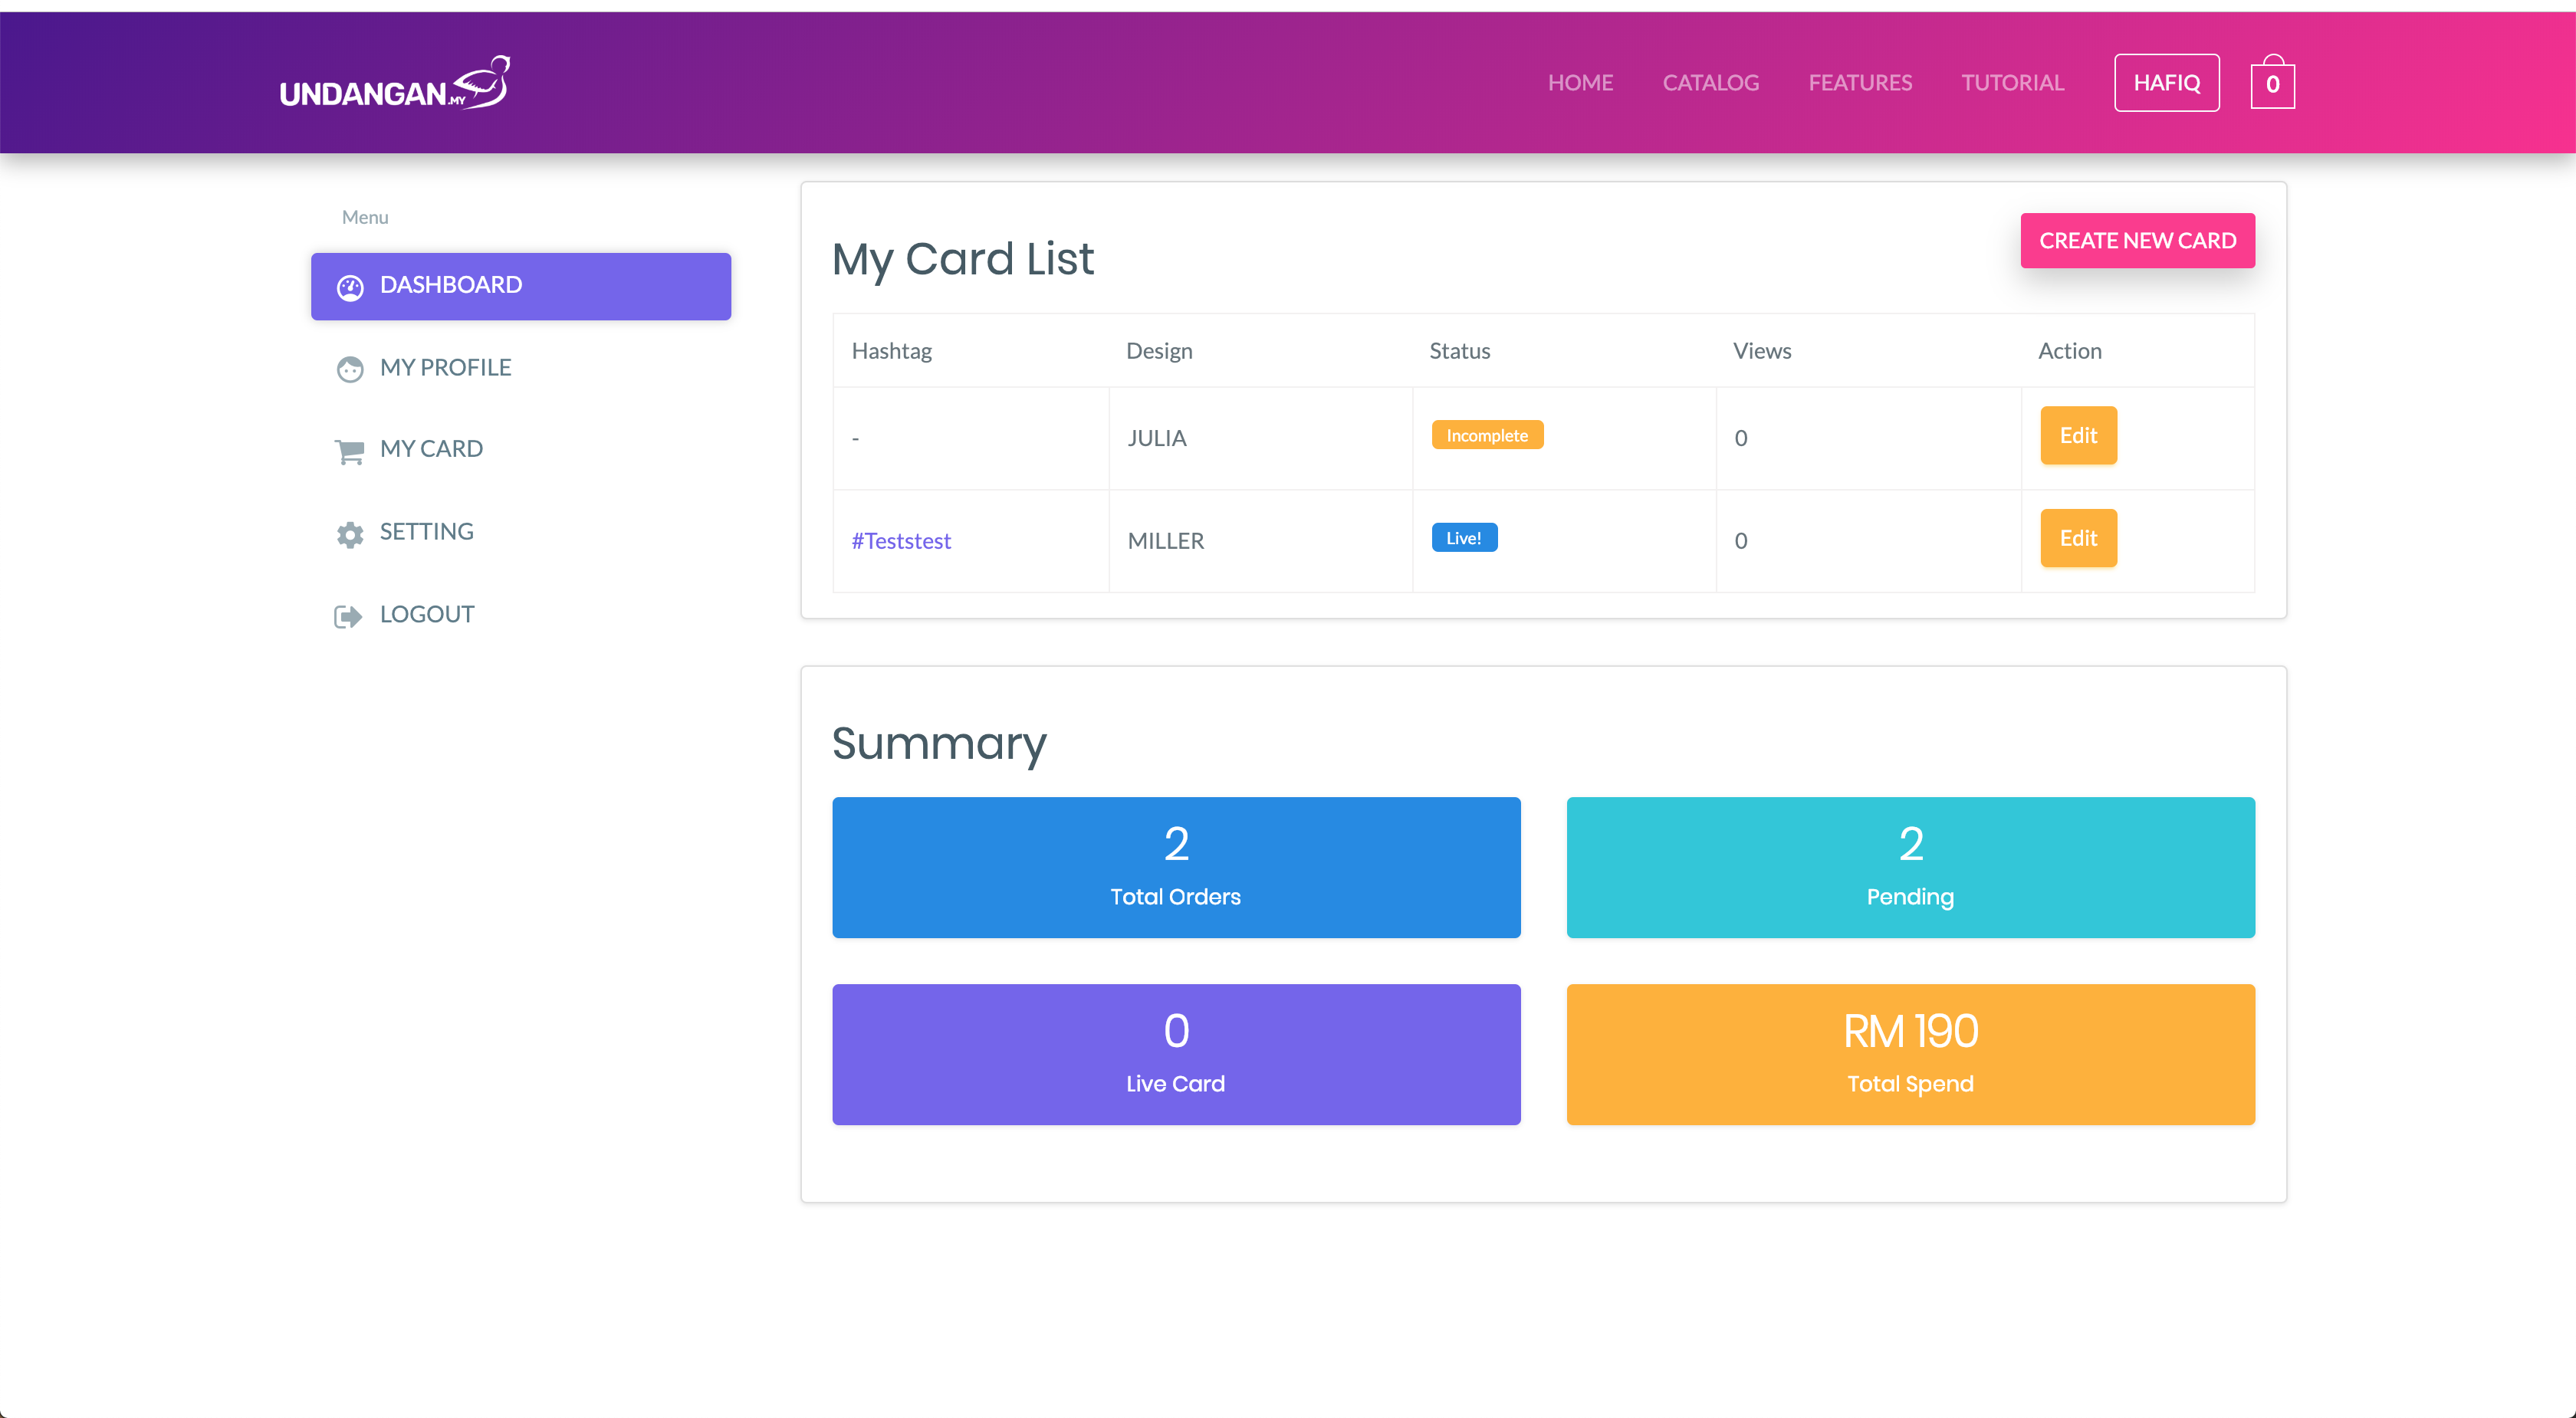 UNDANGAN.MY
HOME CATALOG FEATURES TUTORIAL HAFIQ 0
Menu
DASHBOARD
MY PROFILE
MY CARD
SETTING
LOGOUT
My Card List
CREATE NEW CARD
Hashtag Design Status Views Action
- JULIA Incomplete 0 Edit
#Teststest MILLER Live! 0 Edit
Summary
2
Total Orders
2
Pending
0
Live Card
RM 190
Total Spend